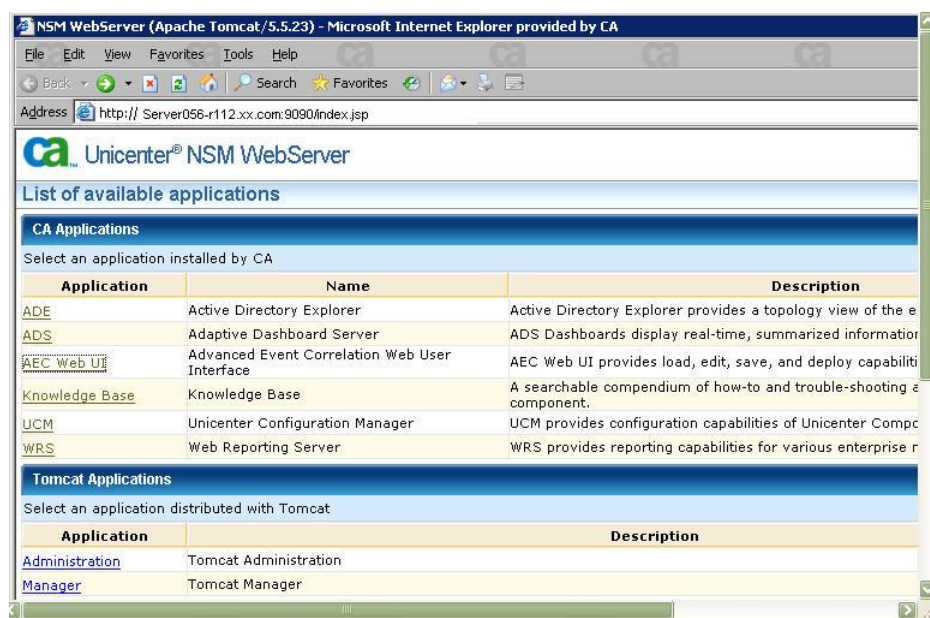 NSM WebServer (Apache Tomcat/5.5.23) - Microsoft Internet Explorer provided by CA
File Edit View Favorites Tools Help
Back Search Favorites
Address http:// Server056-r112.xx.com:9090/index.jsp
ca™ Unicenter® NSM WebServer
List of available applications
CA Applications
Select an application installed by CA
Application Name Description
ADE Active Directory Explorer Active Directory Explorer provides a topology view of the e
ADS Adaptive Dashboard Server ADS Dashboards display real-time, summarized information
AEC Web UI Advanced Event Correlation Web User Interface AEC Web UI provides load, edit, save, and deploy capabiliti
Knowledge Base Knowledge Base A searchable compendium of how-to and trouble-shooting a
component.
UCM Unicenter Configuration Manager UCM provides configuration capabilities of Unicenter Compo
WRS Web Reporting Server WRS provides reporting capabilities for various enterprise
Tomcat Applications
Select an application distributed with Tomcat
Application Description
Administration Tomcat Administration
Manager Tomcat Manager